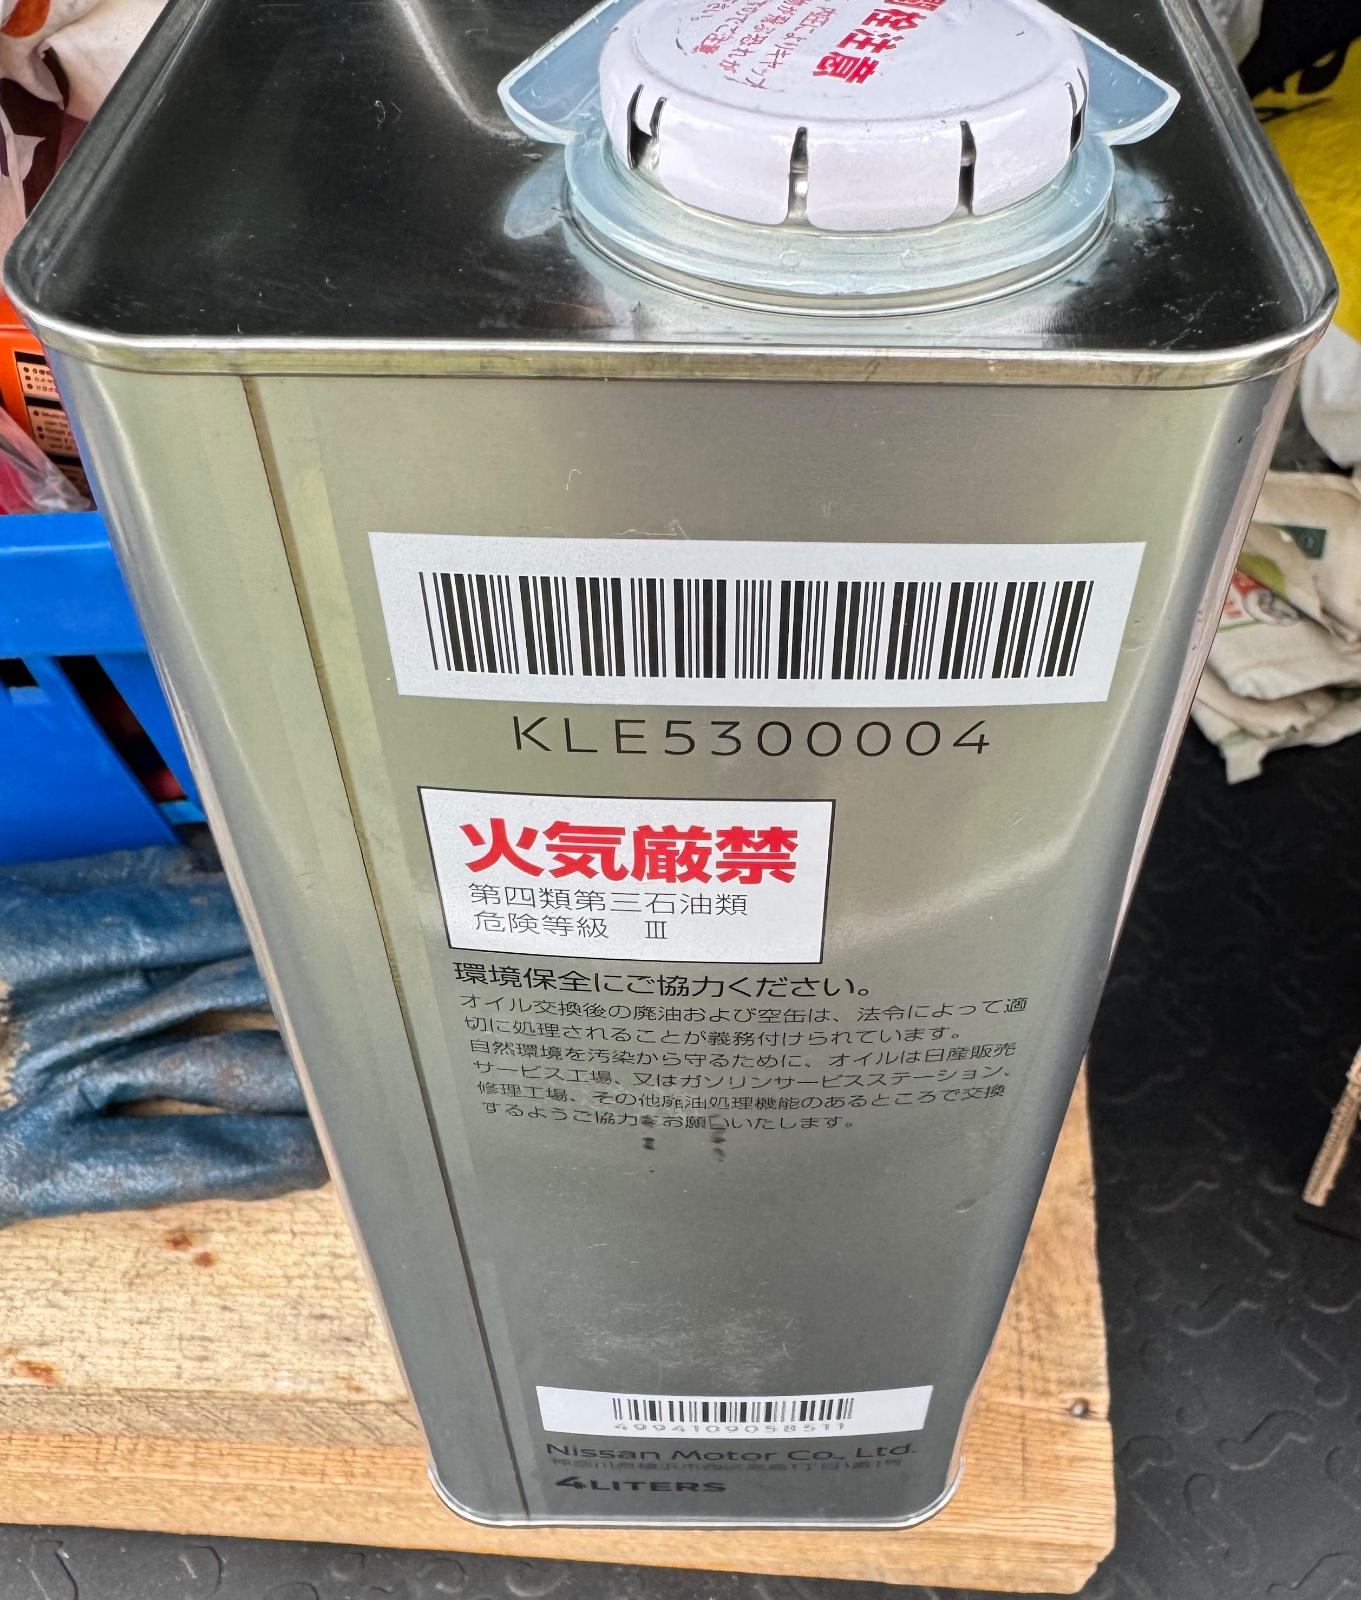 栓注意
KLE5300004
火気厳禁
第四類第三石油類
危険等級 Ⅲ
環境保全にご協力ください。
オイル交換後の廃油および空缶は、法令によって適
切に処理されることが義務付けられています。
自然環境を汚染から守るために、オイルは日産販売
サービス工場、又はガソリンサービスステーション、
修理工場、その他廃油処理機能のあるところで交換
するようご協力をお願いいたします。
4994109058511
Nissan Motor Co., Ltd.
4LITERS